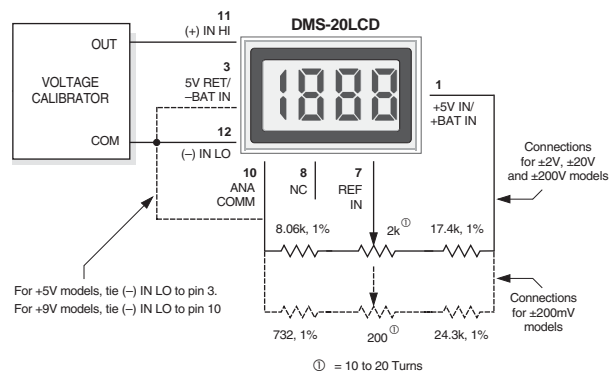 DMS-20LCD
11
(+) IN HI
OUT
VOLTAGE
CALIBRATOR
COM
3
5V RET/
–BAT IN
12
(–) IN LO
1888
1
+5V IN/
+BAT IN
10
ANA
COMM
8
NC
7
REF
IN
Connections
for ±2V, ±20V
and ±200V models
8.06k, 1%
2k ①
17.4k, 1%
For +5V models, tie (–) IN LO to pin 3.
For +9V models, tie (–) IN LO to pin 10
Connections
for ±200mV
models
732, 1%
200 ①
24.3k, 1%
① = 10 to 20 Turns